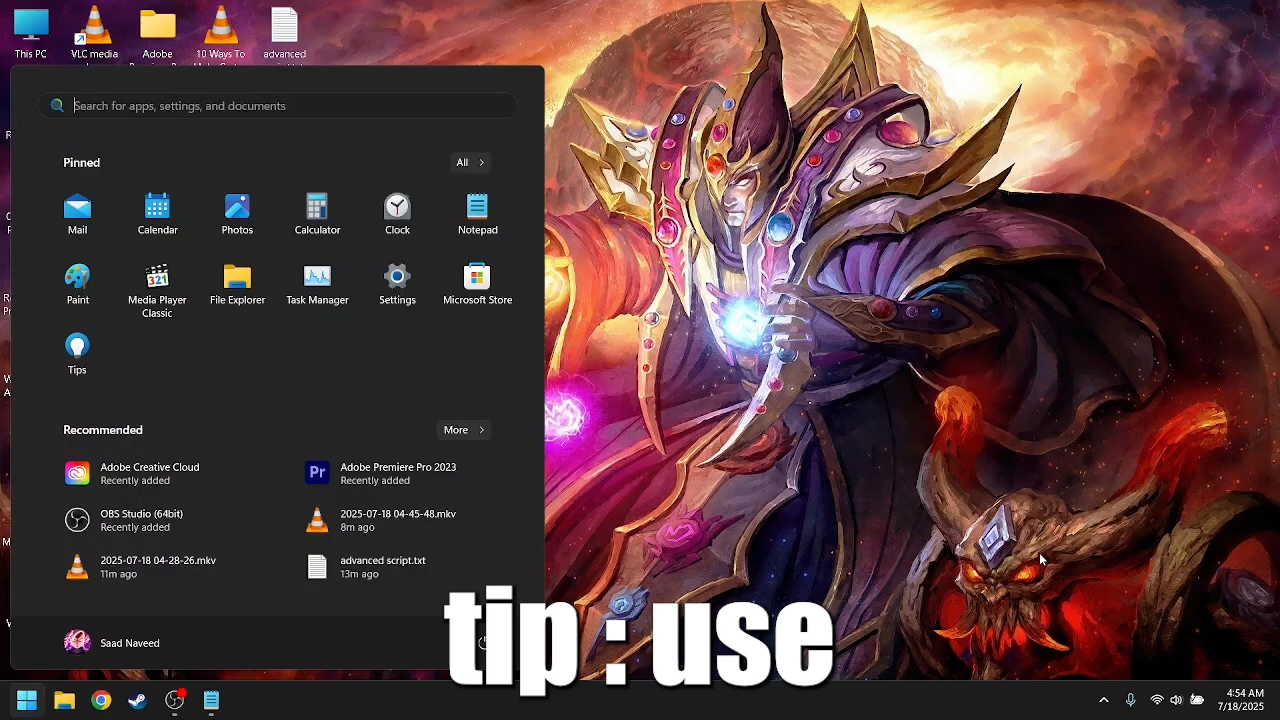 This PC
VLC media
Adobe
10 Ways To
advanced
Search for apps, settings, and documents
Pinned
All
Mail
Calendar
Photos
Calculator
Clock
Notepad
321
Paint
Media Player
Classic
File Explorer
Task Manager
Settings
Microsoft Store
Tips
Recommended
More
Adobe Creative Cloud
Recently added
Pr
Adobe Premiere Pro 2023
Recently added
OBS Studio (64bit)
Recently added
2025-07-18 04-45-48.mkv
8m ago
2025-07-18 04-28-26.mkv
11m ago
advanced script.txt
13m ago
tip : use
Saad Naveed
4:54 AM
7/18/2025